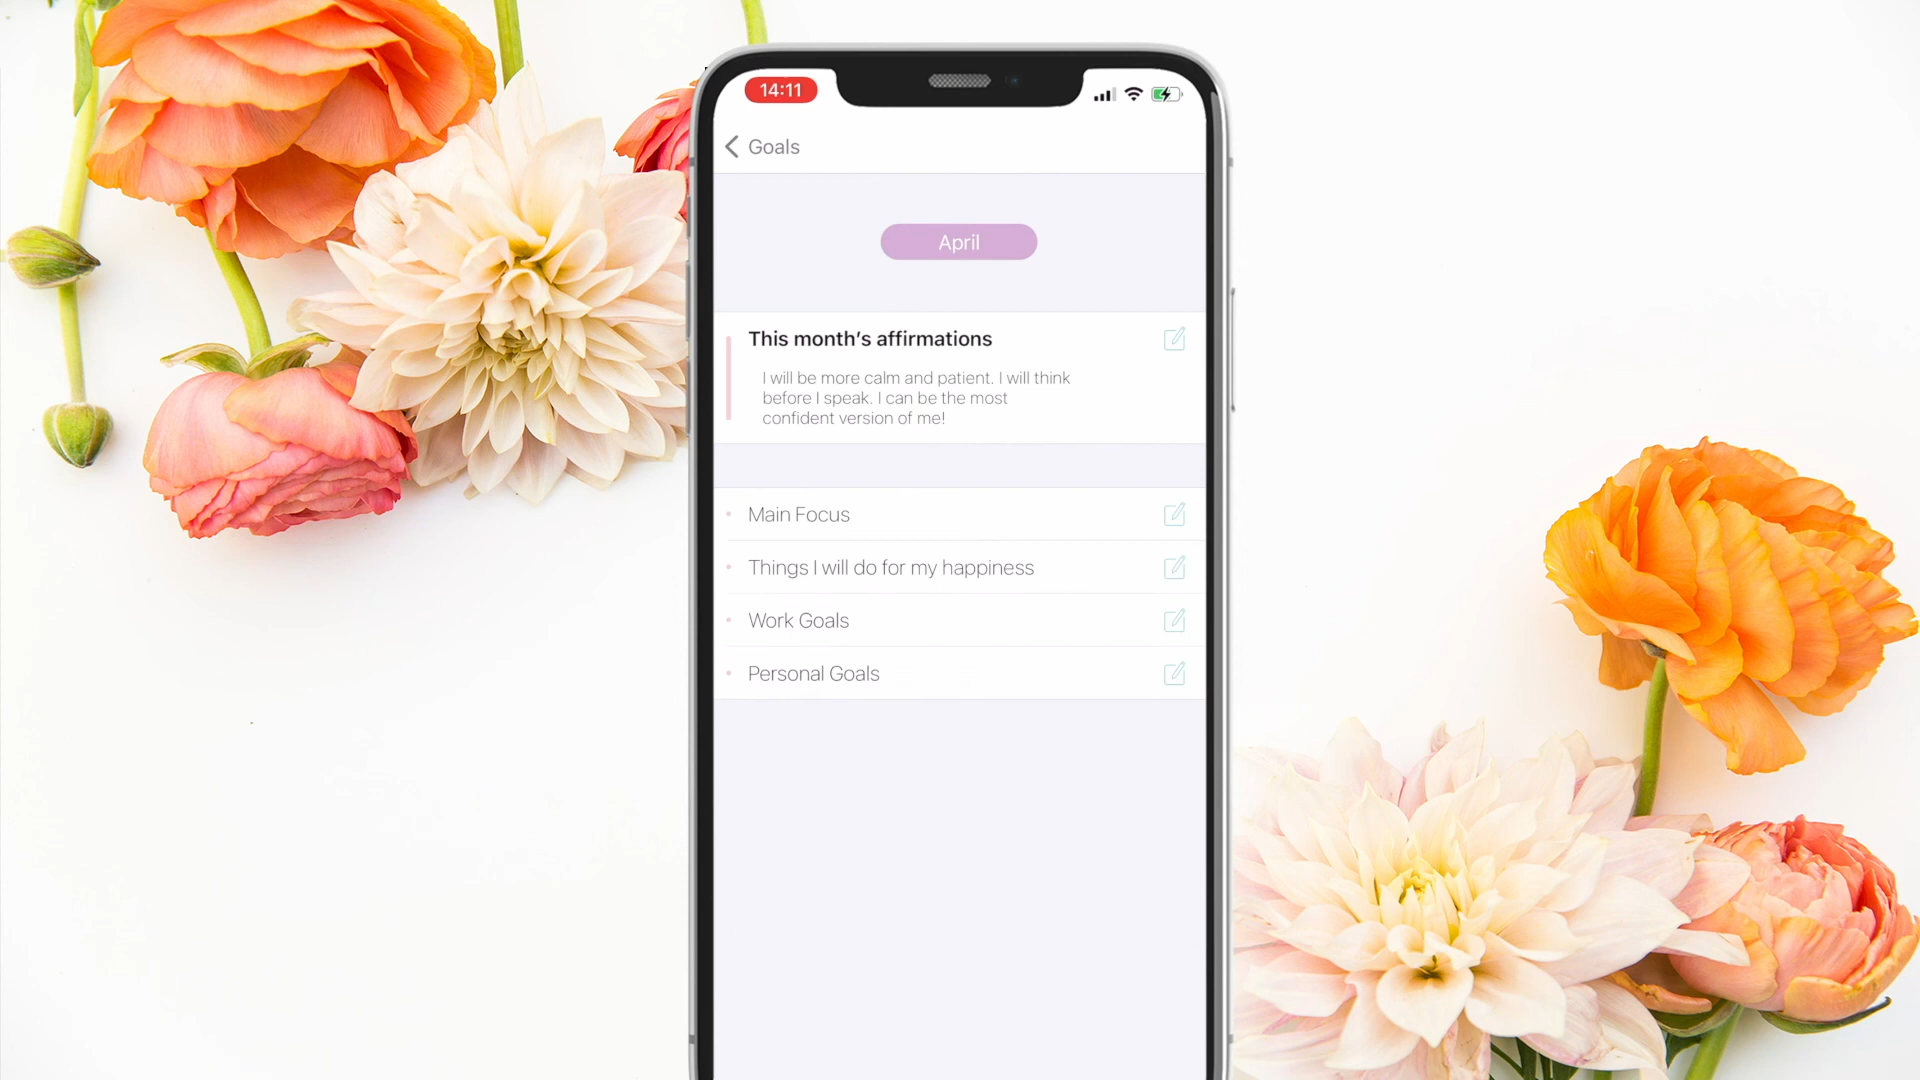 14:11
Goals
April
This month's affirmations
I will be more calm and patient. I will think
before I speak. I can be the most
confident version of me!
Main Focus
Things I will do for my happiness
Work Goals
Personal Goals